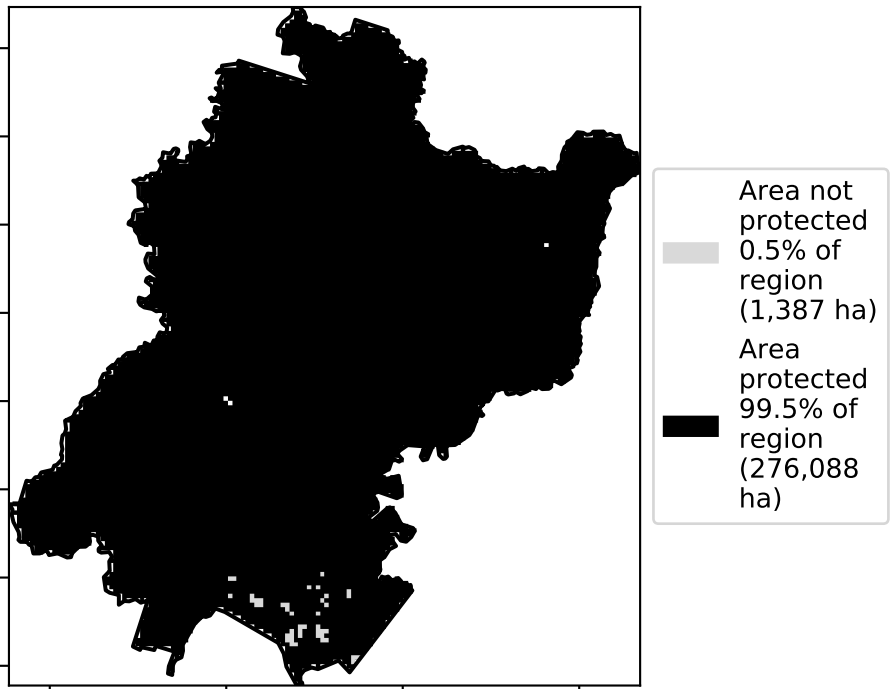 Area not
protected
0.5% of
region
(1,387 ha)
Area
protected
99.5% of
region
(276,088
ha)